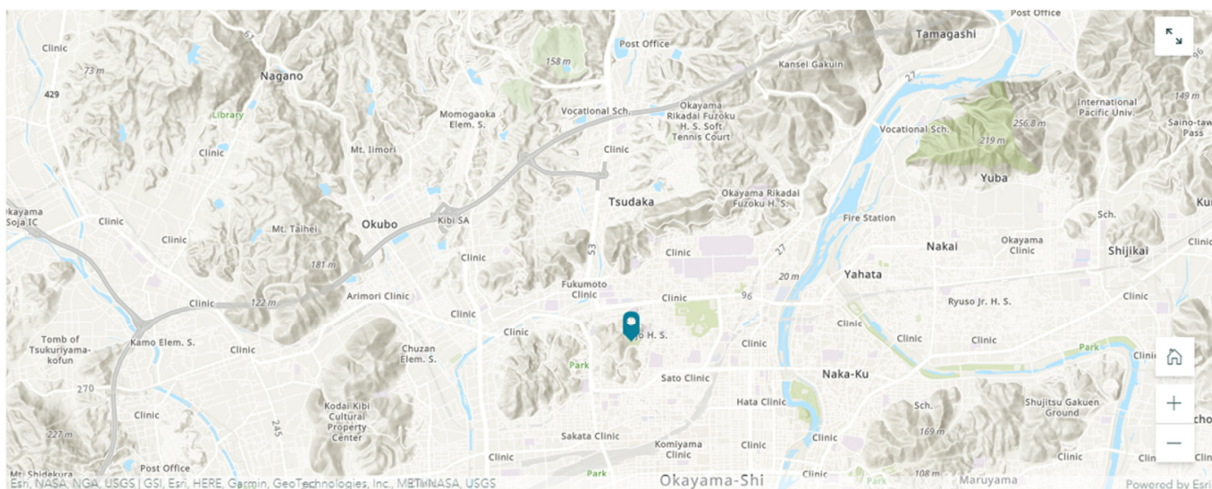 Post Office
Tamagashi
Clinic
61
Post Office
Kansei Gakuin
96
73 m
Nagano
158 m
27
429
149 m
Library
Momogaoka
Elem. S.
Vocational Sch.
Okayama
Rikadai Fuzoku
H. S. Soft
Tennis Court
International
Pacific Univ.
256.8 m
Vocational Sch.
Saino-taw
Pass
219 m
Clinic
Mt. Iimori
Clinic
Yuba
Okayama Rikadai
Fuzoku H. S.
Tsudaka
Kibi SA
Okubo
Clinic
Mt. Taihei
Fire Station
Sch.
okayama
Soja IC
Clinic
Nakai
Okayama
Clinic
Shijikai
53
27
Clinic
Clinic
181 m
Yahata
20 m
Fukumoto
Clinic
Arimori Clinic
Clinic
96
Clinic
122 m
Ryuso Jr. H. S.
Clinic
Clinic
H. S.
Tomb of
Tsukuriyama-
kofun
Kamo Elem. S.
Clinic
Chuzan
Elem. S.
Clinic
Clinic
Clinic
Park
Park
Sato Clinic
Naka-Ku
270
Clinic
Kodai Kibi
Cultural
Property
Center
245
Hata Clinic
Sch.
Shujitsu Gakuen
Ground
227 m
Sakata Clinic
Komiyama
Clinic
Clinic
Clinic
169 m
Clinic
Clinic
Mt. Shidekura
Post Office
Park
Okayama-Shi
108 m
Maruyama
Esri, NASA, NGA, USGS | GSI, Esri, HERE, Garmin, GeoTechnologies, Inc., METI/NASA, USGS
Powered by Esri